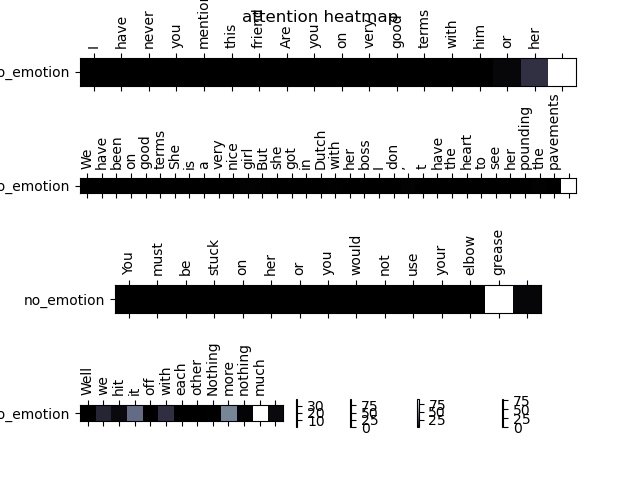 attention heatmap
I have never you mention this friend Are you on very good terms with him or her
no_emotion
We have been on good terms She is a very nice girl But she got in Dutch with her boss I don , t have the heart to see her pounding the pavements
no_emotion
You must be stuck on her or you would not use your elbow grease
no_emotion
Well we hit it off with each other Nothing more nothing much
no_emotion
30 75 75 75
20 50 50 50
10 25 25 25
0 0